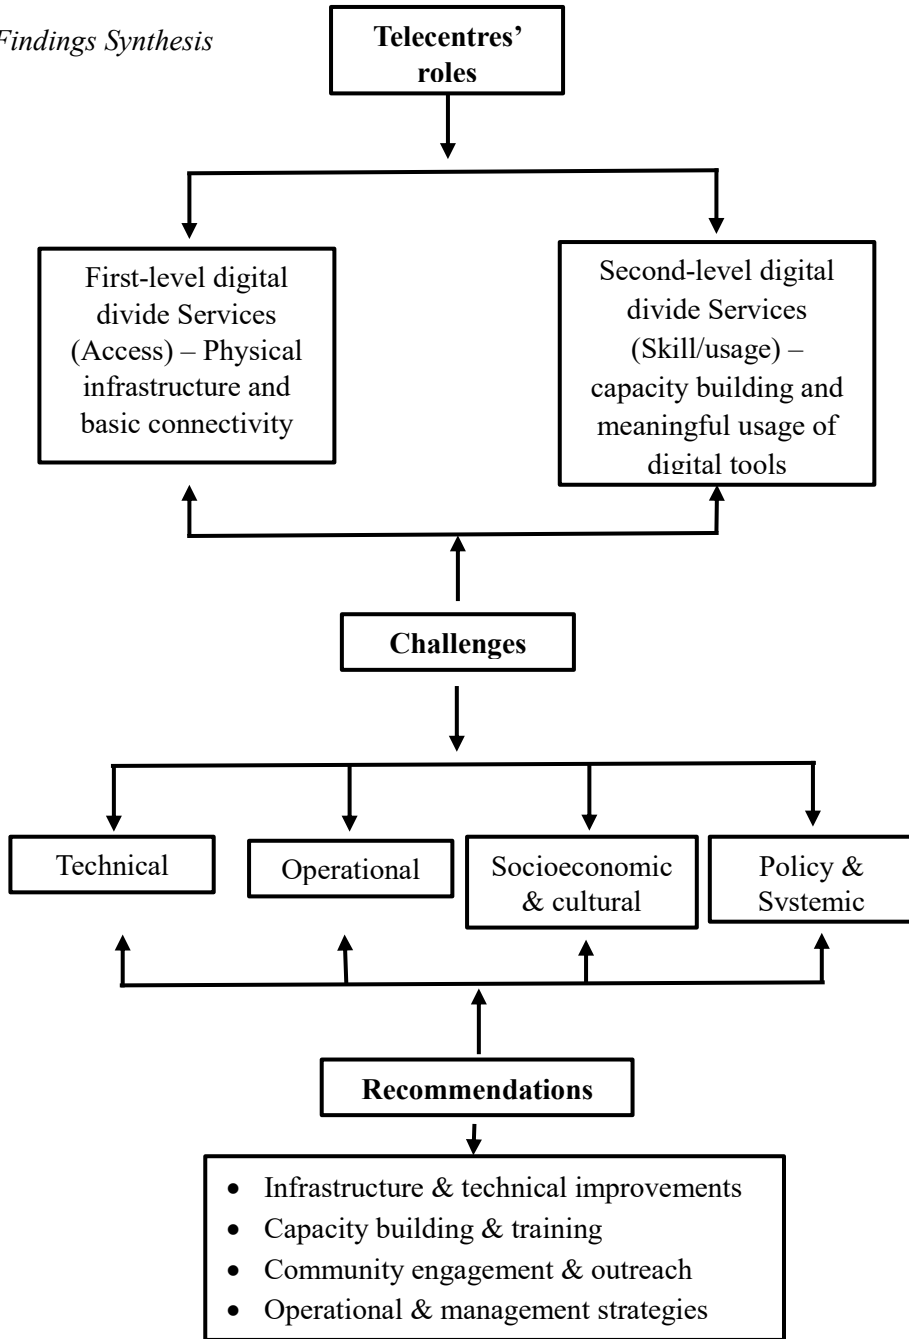 Findings Synthesis
Telecentres’
roles
First-level digital
divide Services
(Access) – Physical
infrastructure and
basic connectivity
Second-level digital
divide Services
(Skill/usage) –
capacity building and
meaningful usage of
digital tools
Challenges
Technical
Operational
Socioeconomic
& cultural
Policy &
Systemic
Recommendations
• Infrastructure & technical improvements
• Capacity building & training
• Community engagement & outreach
• Operational & management strategies